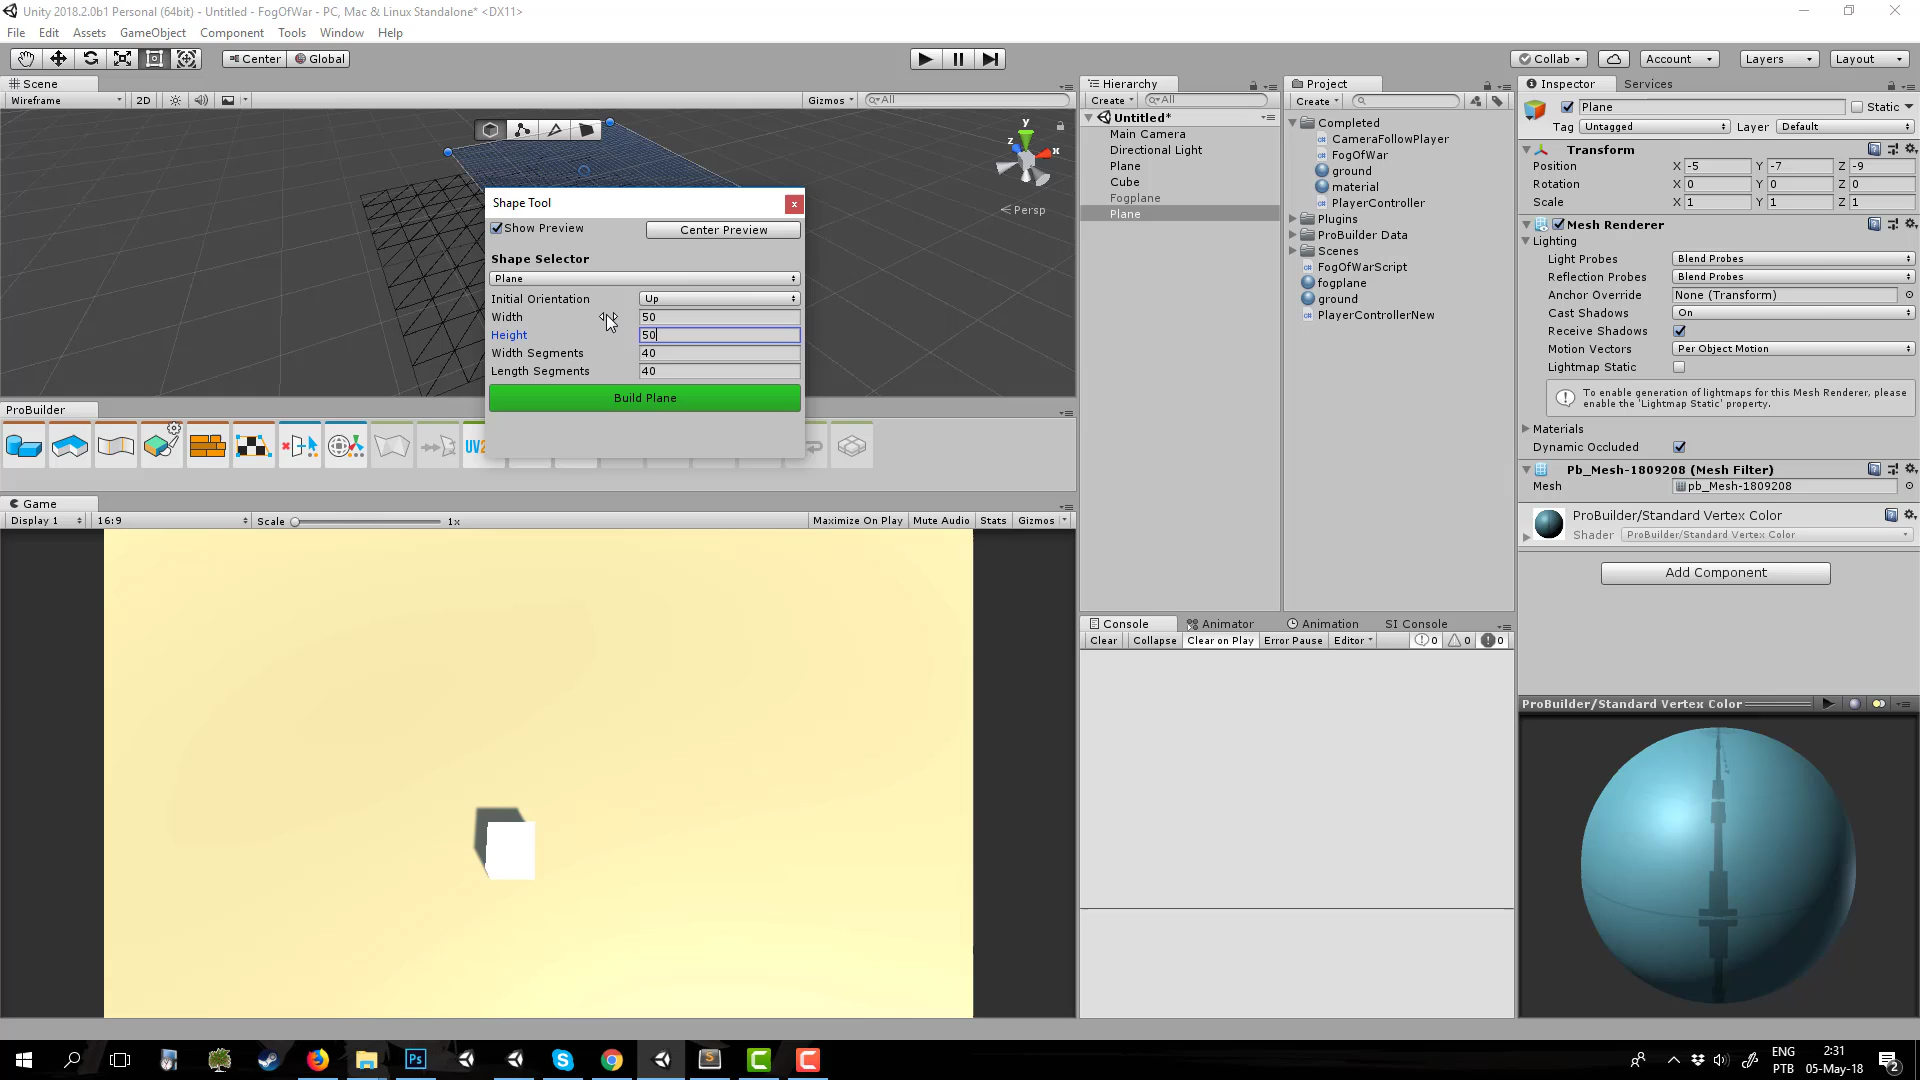 Unity 2018.2.0b1 Personal (64bit) - Untitled - FogOfWar - PC, Mac & Linux Standalone* <DX11>
File Edit Assets GameObject Component Tools Window Help
Center Global Collab Account Layers Layout
Scene
Wireframe 2D Gizmos All
y
x
z
Persp
Shape Tool
x
Show Preview Center Preview
Shape Selector
Plane
Initial Orientation Up
Width 50
Height 50
Width Segments 40
Length Segments 40
Build Plane
ProBuilder
UV2
Game
Display 1 16:9 Scale 1x Maximize On Play Mute Audio Stats Gizmos
Hierarchy
Create All
Untitled*
Main Camera
Directional Light
Plane
Cube
Fogplane
Plane
Project
Create
Completed
CameraFollowPlayer
FogOfWar
ground
material
PlayerController
Plugins
ProBuilder Data
Scenes
FogOfWarScript
fogplane
ground
PlayerControllerNew
Console Animator Animation SI Console
Clear Collapse Clear on Play Error Pause Editor 0 0 0
Inspector Services
Plane Static
Tag Untagged Layer Default
Transform
Position X -5 Y -7 Z -9
Rotation X 0 Y 0 Z 0
Scale X 1 Y 1 Z 1
Mesh Renderer
Lighting
Light Probes Blend Probes
Reflection Probes Blend Probes
Anchor Override None (Transform)
Cast Shadows On
Receive Shadows
Motion Vectors Per Object Motion
Lightmap Static
To enable generation of lightmaps for this Mesh Renderer, please
enable the 'Lightmap Static' property.
Materials
Dynamic Occluded
Pb_Mesh-1809208 (Mesh Filter)
Mesh pb_Mesh-1809208
ProBuilder/Standard Vertex Color
Shader ProBuilder/Standard Vertex Color
Add Component
ProBuilder/Standard Vertex Color
Ps
S
C
C
ENG
PTB
2:31
05-May-18
2